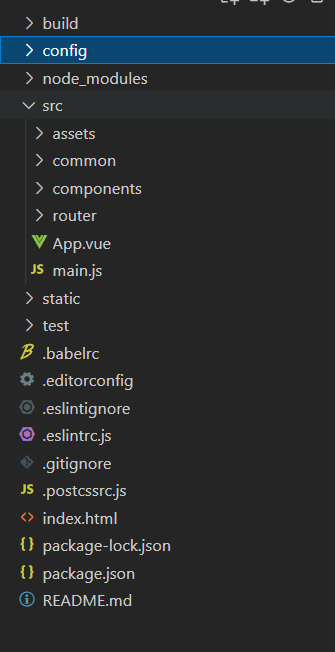 build
config
node_modules
src
assets
common
components
router
App.vue
JS main.js
static
test
.babelrc
.editorconfig
.eslintignore
.eslintrc.js
.gitignore
JS .postcssrc.js
<> index.html
{} package-lock.json
{} package.json
README.md